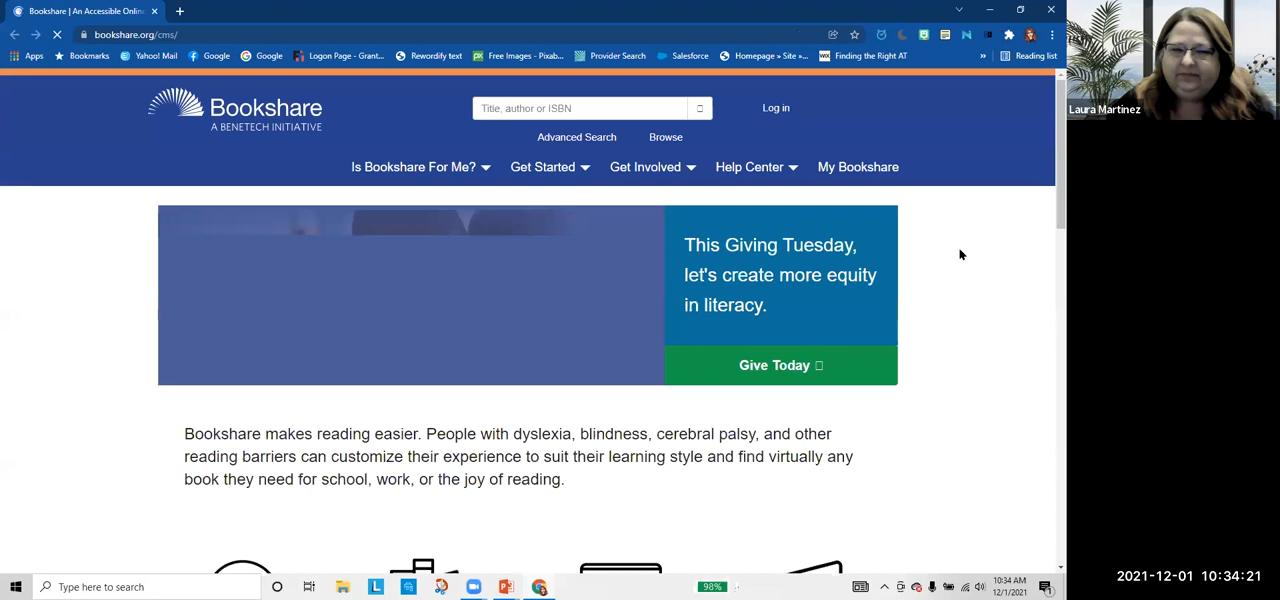 Bookshare | An Accessible Onlin
bookshare.org/cms/
Apps Bookmarks Yahoo! Mail Google Google Logon Page - Grant... Rewordify text Free Images - Pixab... Provider Search Salesforce Homepage » Site »... Finding the Right AT » Reading list
Laura Martinez
Bookshare
A BENETECH INITIATIVE
Title, author or ISBN
Log in
Advanced Search Browse
Is Bookshare For Me? Get Started Get Involved Help Center My Bookshare
This Giving Tuesday,
let's create more equity
in literacy.
Give Today
Bookshare makes reading easier. People with dyslexia, blindness, cerebral palsy, and other
reading barriers can customize their experience to suit their learning style and find virtually any
book they need for school, work, or the joy of reading.
Type here to search
98%
10:34 AM
12/1/2021
2021-12-01 10:34:21